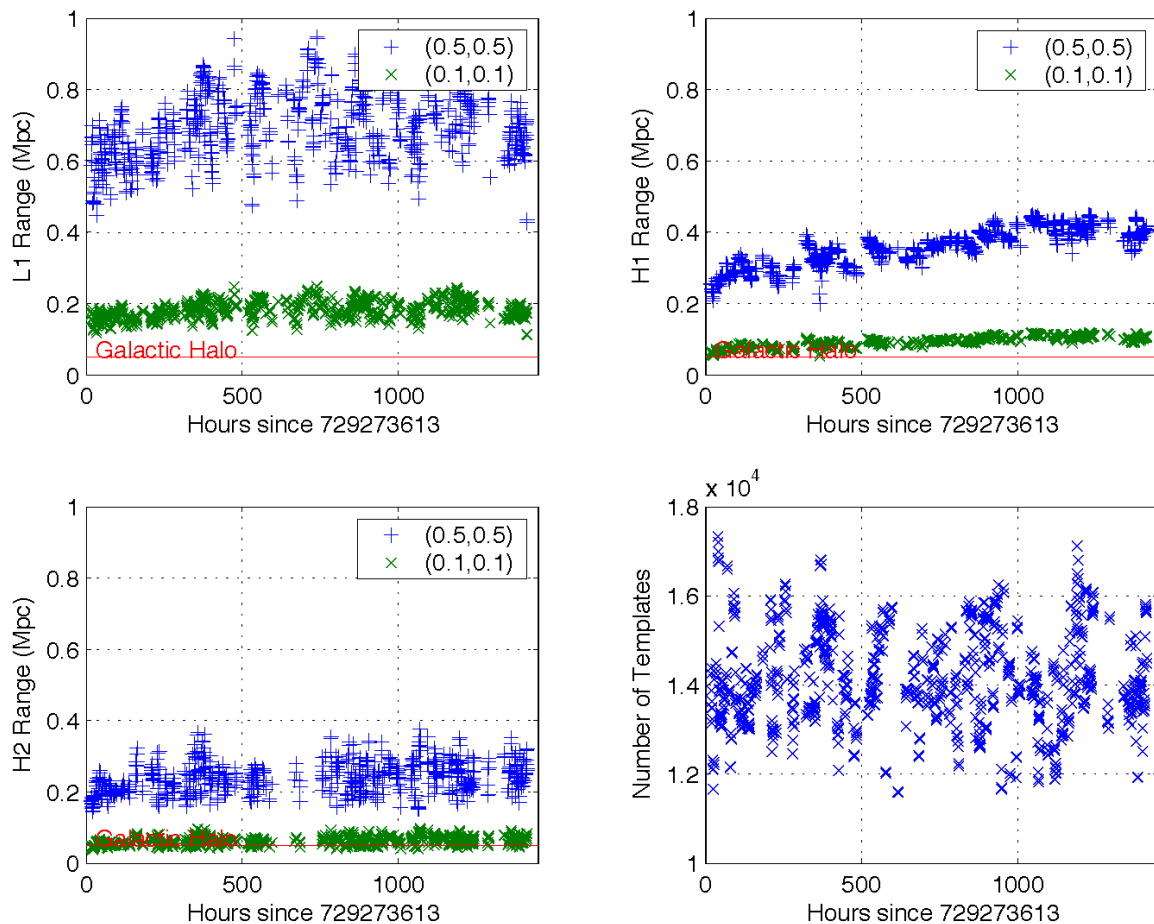 1
0.8
0.6
0.4
0.2
0
L1 Range (Mpc)
(0.5,0.5)
(0.1,0.1)
Galactic Halo
0 500 1000
Hours since 729273613
1
0.8
0.6
0.4
0.2
0
H1 Range (Mpc)
(0.5,0.5)
(0.1,0.1)
Galactic Halo
0 500 1000
Hours since 729273613
1
0.8
0.6
0.4
0.2
0
H2 Range (Mpc)
(0.5,0.5)
(0.1,0.1)
Galactic Halo
0 500 1000
Hours since 729273613
x 10^4
1.8
1.6
1.4
1.2
1
Number of Templates
0 500 1000
Hours since 729273613